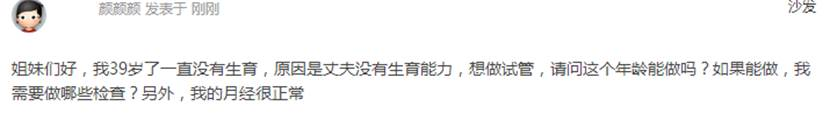 颜颜颜 发表于 刚刚
沙发
姐妹们好，我39岁了一直没有生育，原因是丈夫没有生育能力，想做试管，请问这个年龄能做吗？如果能做，我
需要做哪些检查？另外，我的月经很正常